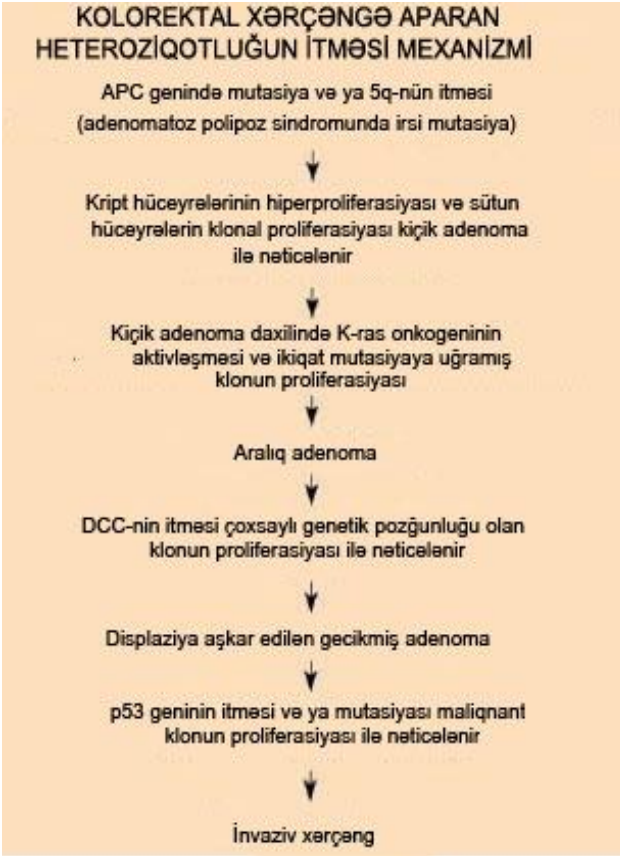 KOLOREKTAL XƏRÇƏNGƏ APARAN
HETEROZİQOTLUĞUN İTMƏSİ MEXANİZMİ
APC genində mutasiya və ya 5q-nün itməsi
(adenomatoz polipoz sindromunda irsi mutasiya)
Kript hüceyrələrinin hiperproliferasiyası və sütun
hüceyrələrin klonal proliferasiyası kiçik adenoma
ilə nəticələnir
Kiçik adenoma daxilində K-ras onkogeninin
aktivləşməsi və ikiqat mutasiyaya uğramış
klonun proliferasiyası
Aralıq adenoma
DCC-nin itməsi çoxsaylı genetik pozğunluğu olan
klonun proliferasiyası ilə nəticələnir
Displaziya aşkar edilən gecikmiş adenoma
p53 geninin itməsi və ya mutasiyası maliqnant
klonun proliferasiyası ilə nəticələnir
İnvaziv xərçəng